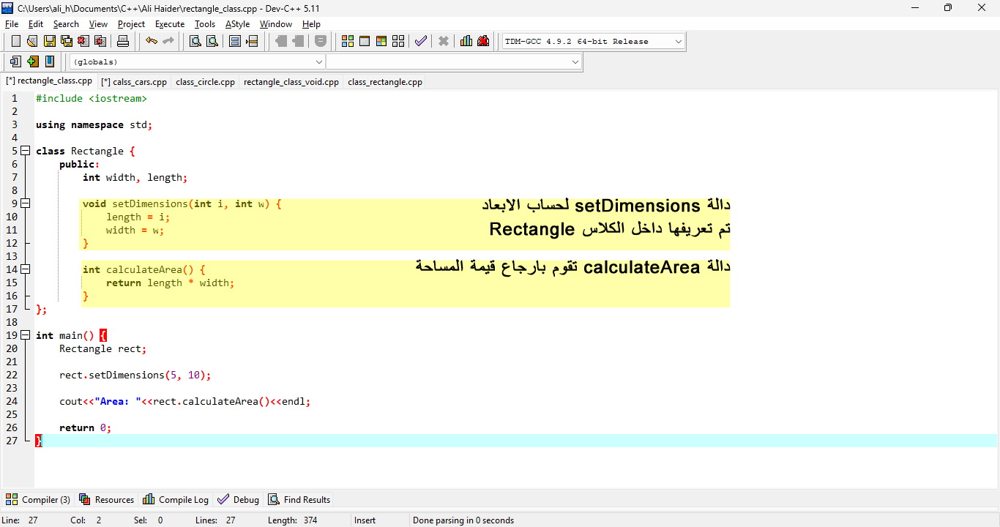 C:\Users\ali_h\Documents\C++\Ali Haider\rectangle_class.cpp - Dev-C++ 5.11
File Edit Search View Project Execute Tools AStyle Window Help
TDM-GCC 4.9.2 64-bit Release
(globals)
[*] rectangle_class.cpp [*] calss_cars.cpp class_circle.cpp rectangle_class_void.cpp class_rectangle.cpp
1 #include <iostream>
2
3 using namespace std;
4
5 class Rectangle {
6 public:
7 int width, length;
8
9 void setDimensions(int i, int w) { دالة setDimensions لحساب الابعاد
10 length = i;
11 width = w; تم تعريفها داخل الكلاس Rectangle
12 }
13
14 int calculateArea() { دالة calculateArea تقوم بارجاع قيمة المساحة
15 return length * width;
16 }
17 };
18
19 int main() {
20 Rectangle rect;
21
22 rect.setDimensions(5, 10);
23
24 cout<<"Area: "<<rect.calculateArea()<<endl;
25
26 return 0;
27 }
Compiler (3) Resources Compile Log Debug Find Results
Line: 27 Col: 2 Sel: 0 Lines: 27 Length: 374 Insert Done parsing in 0 seconds